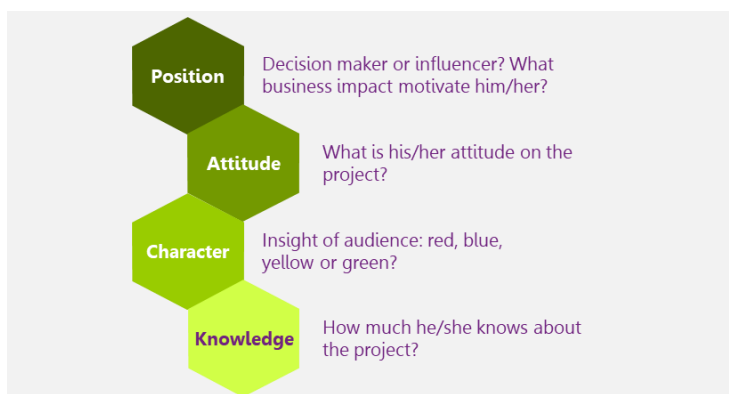 Position
Decision maker or influencer? What
business impact motivate him/her?
Attitude
What is his/her attitude on the
project?
Character
Insight of audience: red, blue,
yellow or green?
Knowledge
How much he/she knows about
the project?